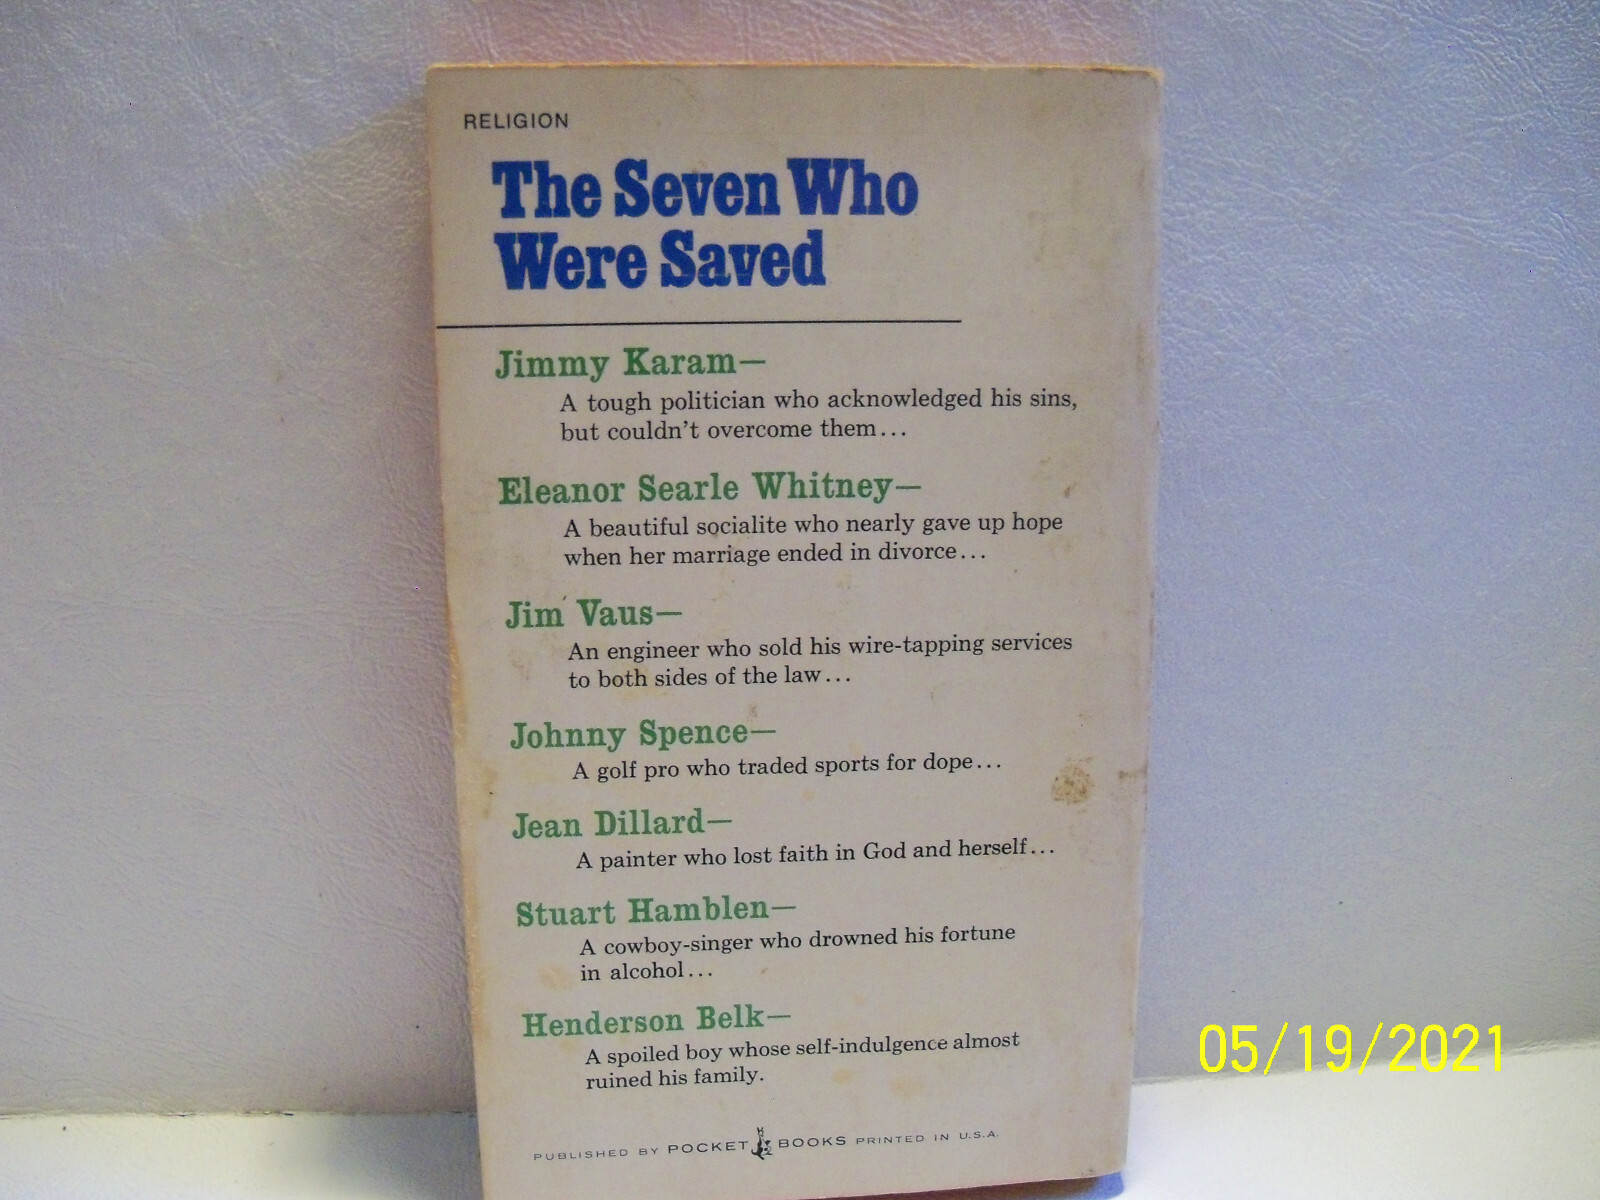 RELIGION
The Seven Who
Were Saved
Jimmy Karam—
A tough politician who acknowledged his sins,
but couldn't overcome them...
Eleanor Searle Whitney—
A beautiful socialite who nearly gave up hope
when her marriage ended in divorce...
Jim Vaus—
An engineer who sold his wire-tapping services
to both sides of the law...
Johnny Spence—
A golf pro who traded sports for dope...
Jean Dillard—
A painter who lost faith in God and herself...
Stuart Hamblen—
A cowboy-singer who drowned his fortune
in alcohol...
Henderson Belk—
A spoiled boy whose self-indulgence almost
ruined his family.
PUBLISHED BY POCKET BOOKS PRINTED IN U.S.A.
05/19/2021